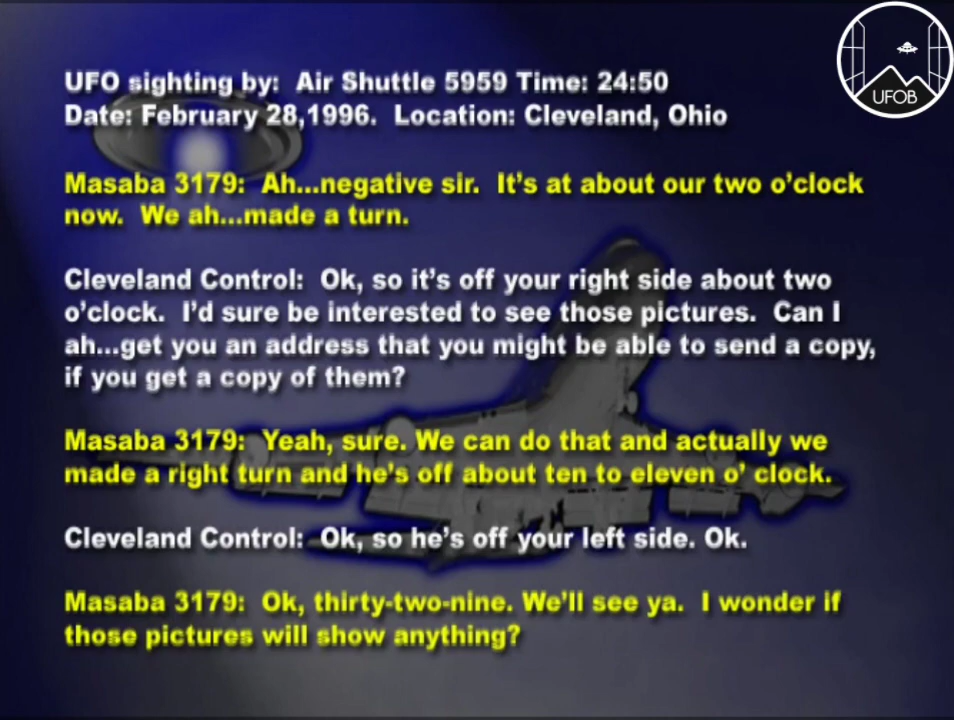 UFOB
UFO sighting by: Air Shuttle 5959 Time: 24:50
Date: February 28,1996. Location: Cleveland, Ohio
Masaba 3179: Ah...negative sir. It's at about our two o'clock
now. We ah...made a turn.
Cleveland Control: Ok, so it's off your right side about two
o'clock. I'd sure be interested to see those pictures. Can I
ah...get you an address that you might be able to send a copy,
if you get a copy of them?
Masaba 3179: Yeah, sure. We can do that and actually we
made a right turn and he's off about ten to eleven o' clock.
Cleveland Control: Ok, so he's off your left side. Ok.
Masaba 3179: Ok, thirty-two-nine. We'll see ya. I wonder if
those pictures will show anything?